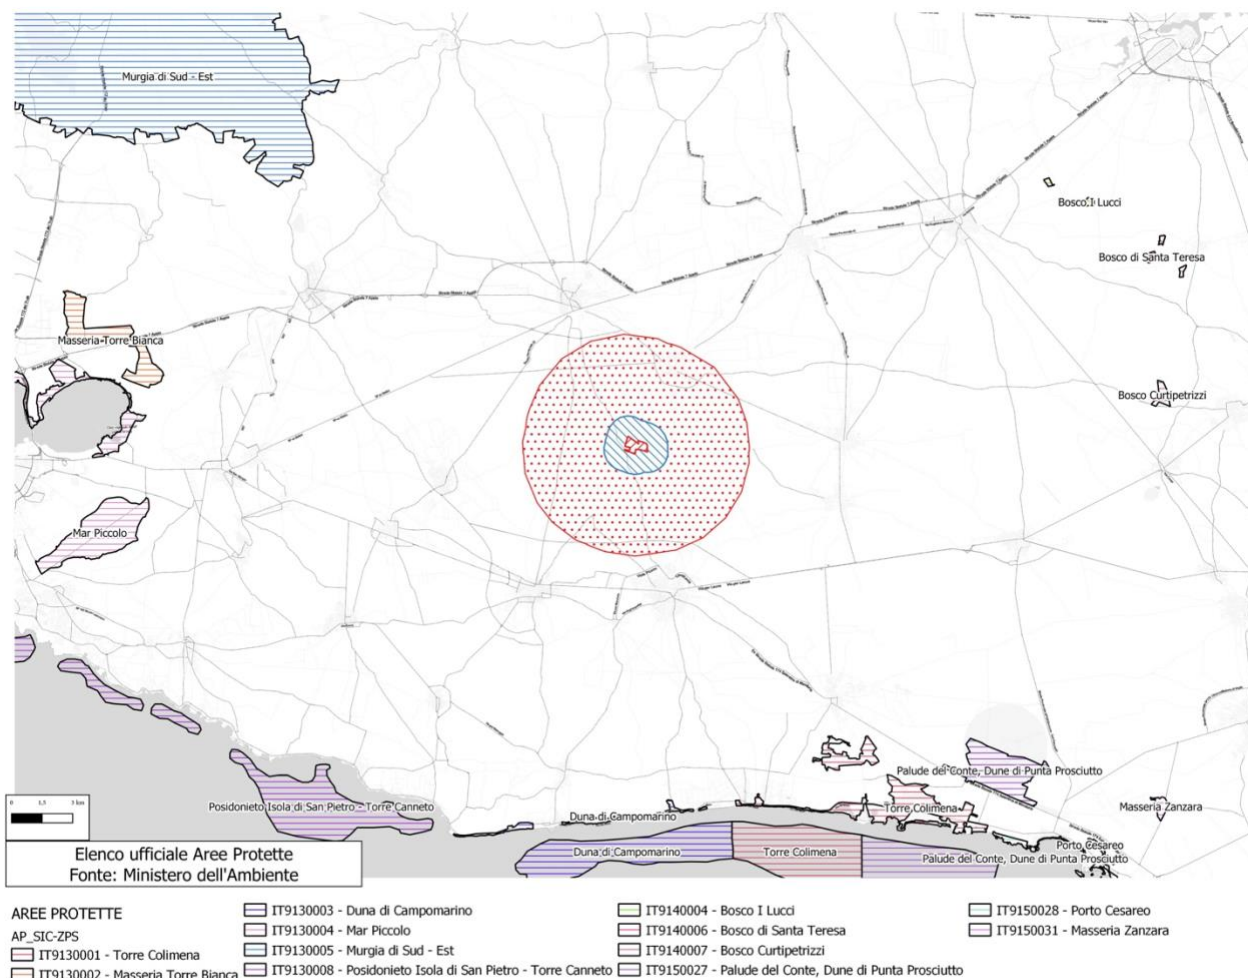 Murgia di Sud - Est
Bosco I Lucci
Bosco di Santa Teresa
Masseria Torre Bianca
Bosco Curtipetrizzi
Mar Piccolo
Palude del Conte, Dune di Punta Prosciutto
Posidonieto Isola di San Pietro - Torre Canneto
Duna di Campomarino
Torre Colimena
Masseria Zanzara
Porto Cesareo
Duna di Campomarino
Torre Colimena
Palude del Conte, Dune di Punta Prosciutto
0 1,5 3 km
Elenco ufficiale Aree Protette
Fonte: Ministero dell'Ambiente
AREE PROTETTE
AP_SIC-ZPS
IT9130001 - Torre Colimena
IT9130002 - Masseria Torre Bianca
IT9130003 - Duna di Campomarino
IT9130004 - Mar Piccolo
IT9130005 - Murgia di Sud - Est
IT9130008 - Posidonieto Isola di San Pietro - Torre Canneto
IT9140004 - Bosco I Lucci
IT9140006 - Bosco di Santa Teresa
IT9140007 - Bosco Curtipetrizzi
IT9150027 - Palude del Conte, Dune di Punta Prosciutto
IT9150028 - Porto Cesareo
IT9150031 - Masseria Zanzara